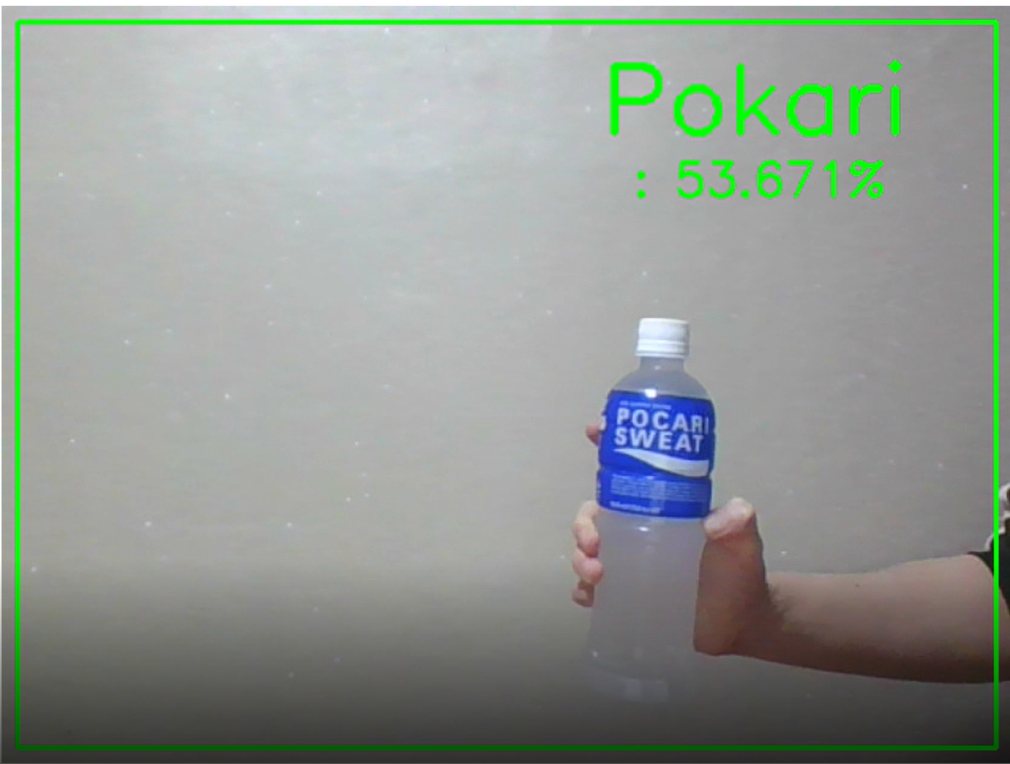 Pokari
: 53.671%
POCARI
SWEAT